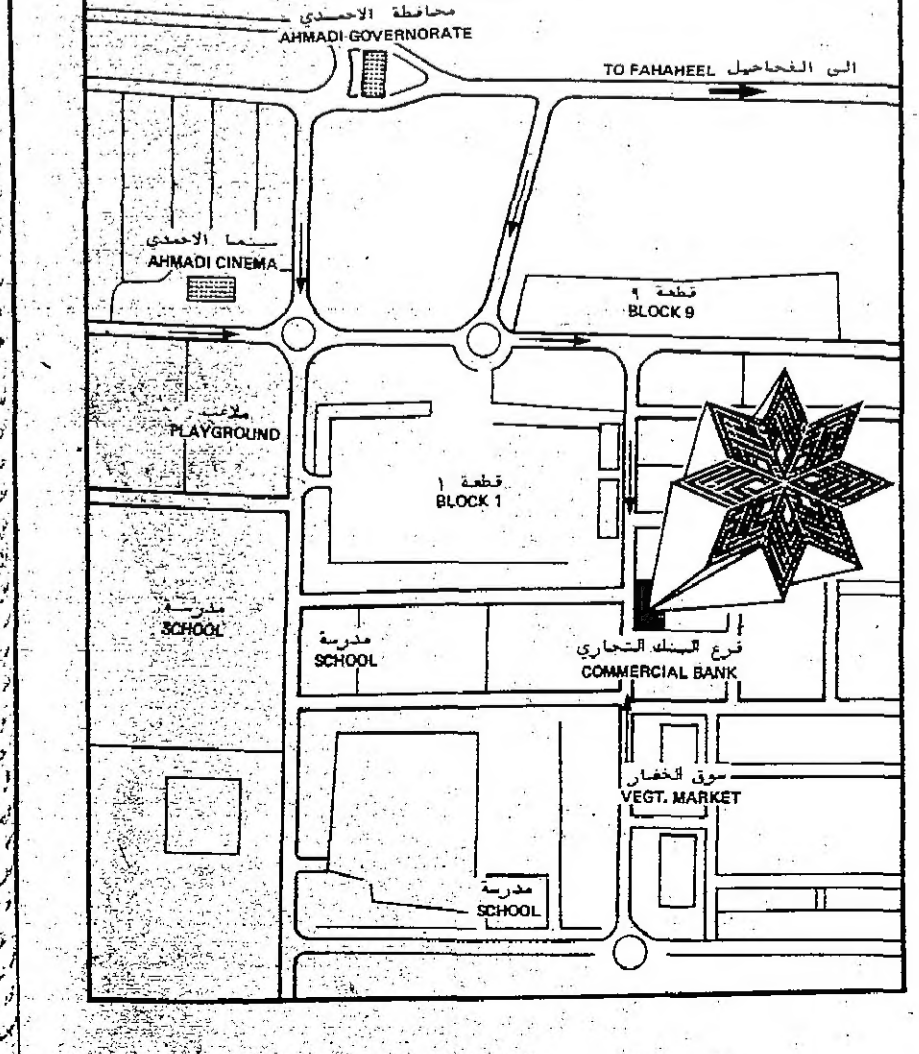 محافظة الاحمدي
AHMADI GOVERNORATE
TO FAHAHEEL الى الفحاحيل
سينما الاحمدي
AHMADI CINEMA
قطعة ٩
BLOCK 9
ملاعب
PLAYGROUND
قطعة ١
BLOCK 1
مدرسة
SCHOOL
مدرسة
SCHOOL
فرع البنك التجاري
COMMERCIAL BANK
سوق الخضار
VEGT. MARKET
مدرسة
SCHOOL